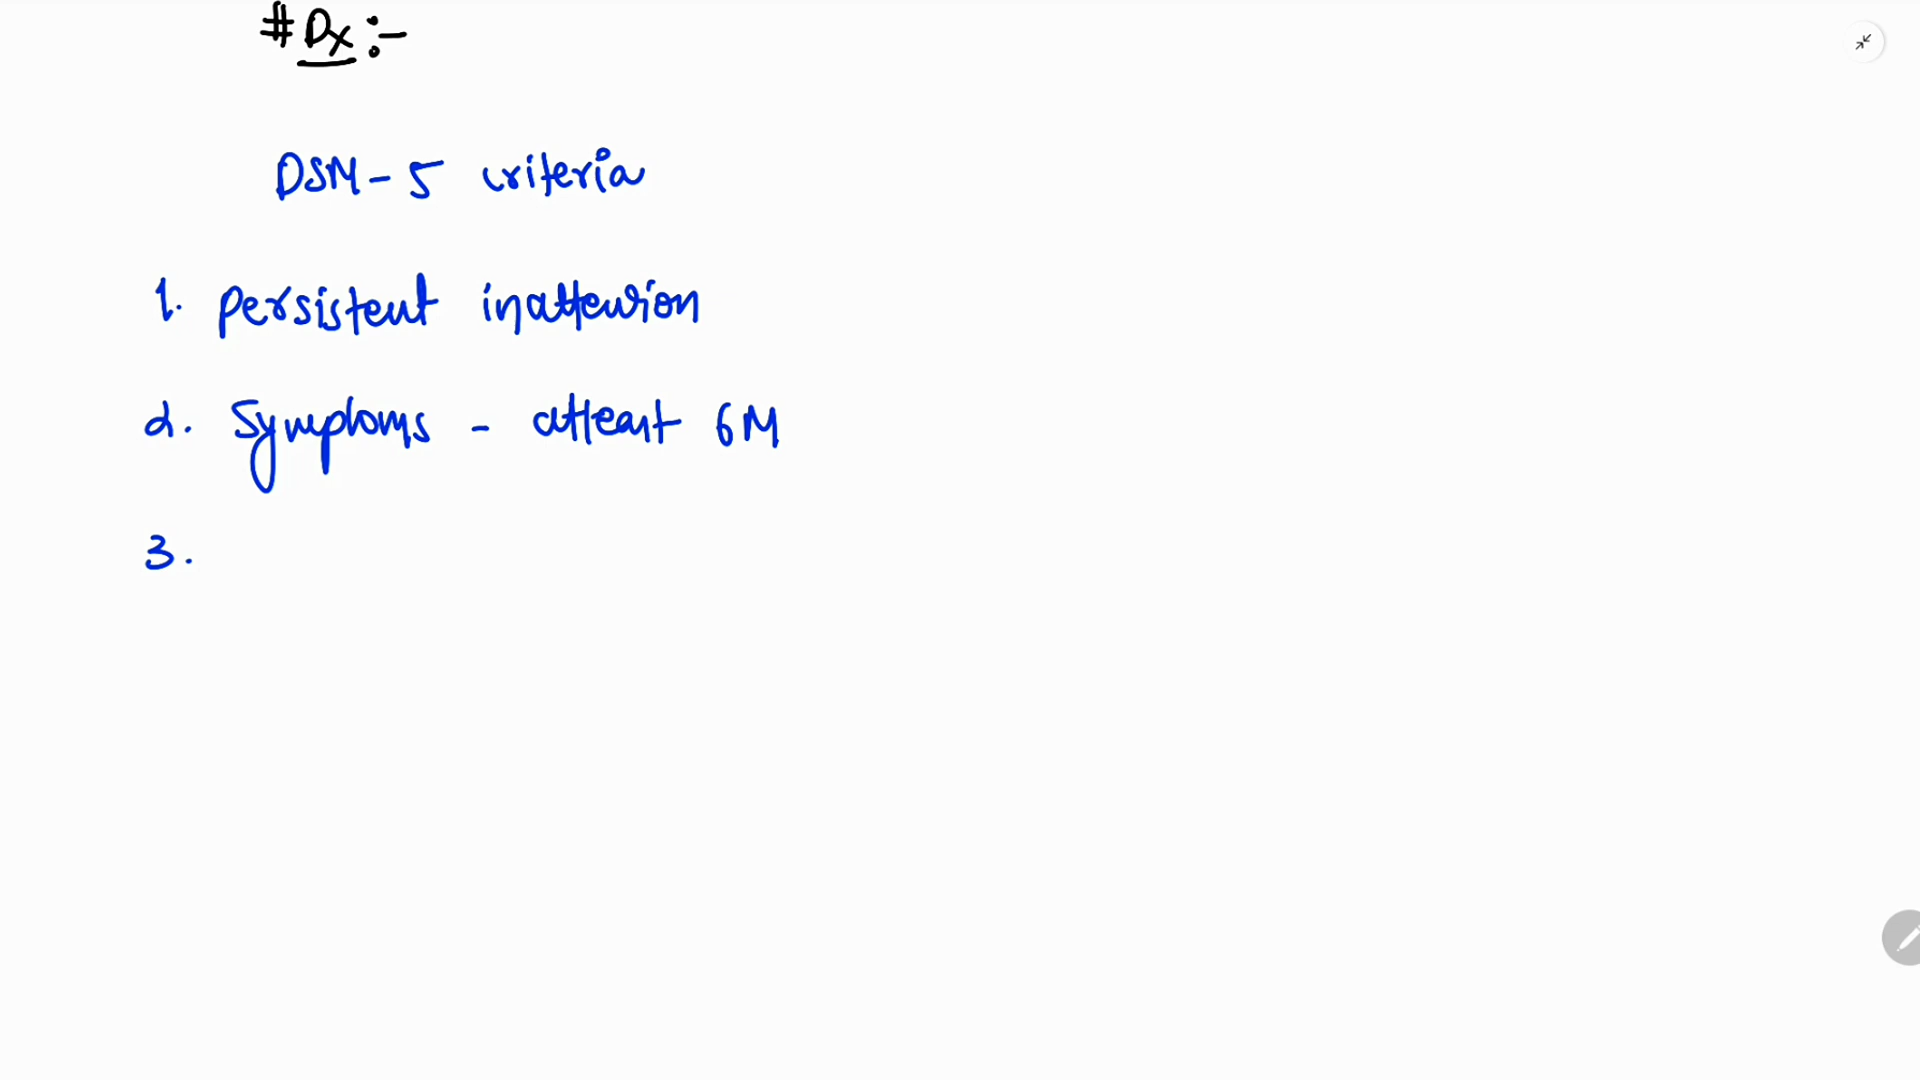 # Dx :-
DSM - 5 criteria
1. Persistent inattention
2. Symptoms - atleast 6M
3.